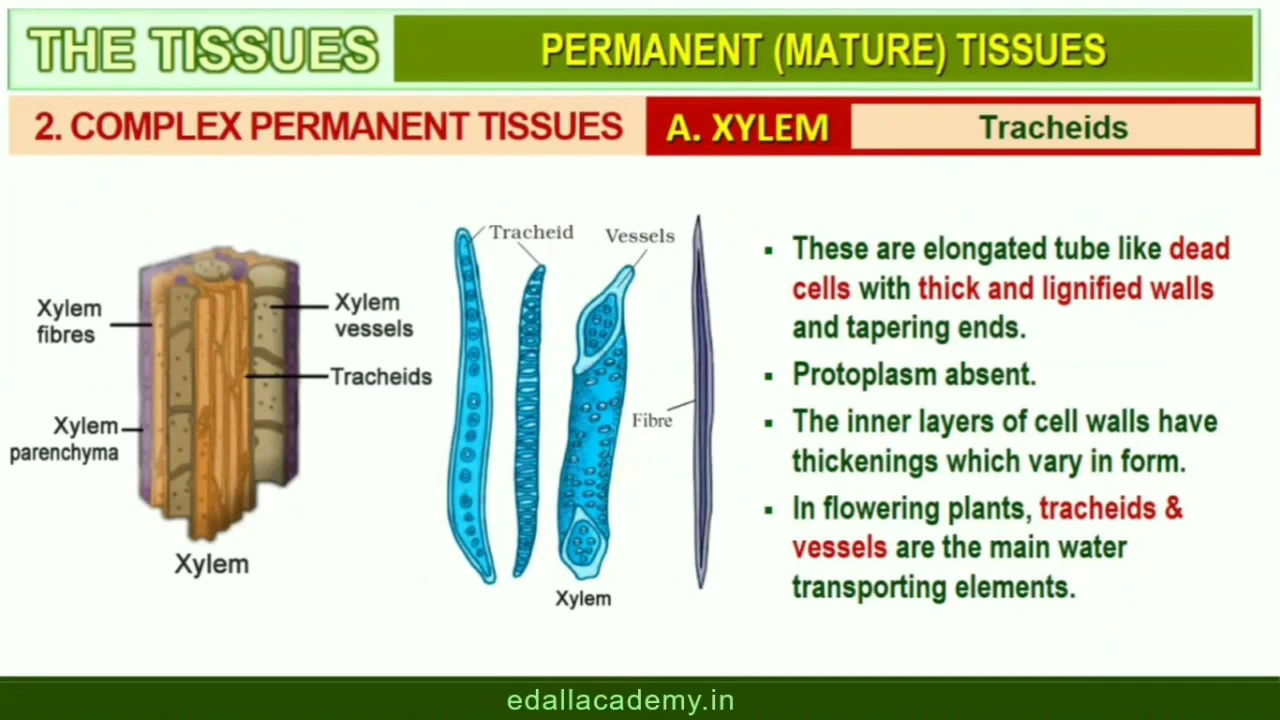 THE TISSUES
PERMANENT (MATURE) TISSUES
2. COMPLEX PERMANENT TISSUES
A. XYLEM
Tracheids
Xylem
fibres
Xylem
parenchyma
Xylem
vessels
Tracheids
Xylem
Tracheid
Vessels
Fibre
Xylem
▪ These are elongated tube like dead
cells with thick and lignified walls
and tapering ends.
▪ Protoplasm absent.
▪ The inner layers of cell walls have
thickenings which vary in form.
▪ In flowering plants, tracheids &
vessels are the main water
transporting elements.
edallacademy.in